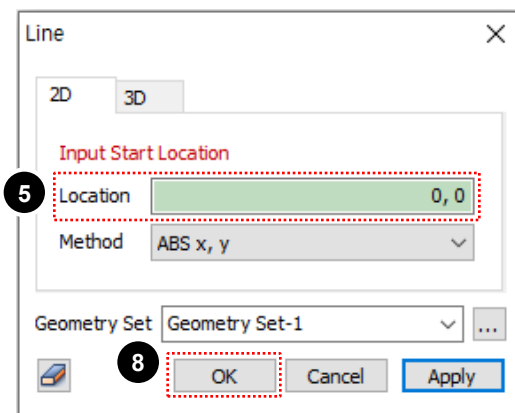 Line
2D 3D
Input Start Location
5 Location 0, 0
Method ABS x, y
Geometry Set Geometry Set-1 ...
8 OK Cancel Apply